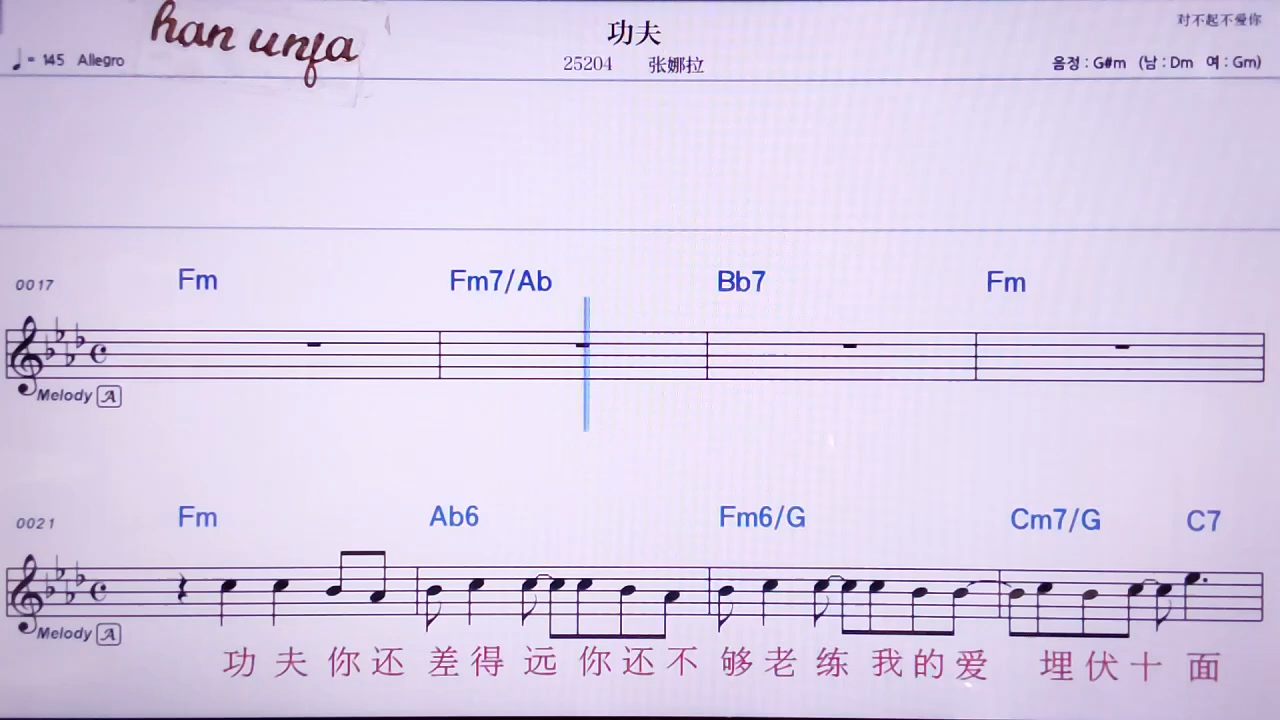 han unfa
功夫
对不起不爱你
♩= 145 Allegro
25204 张娜拉
음정 : G#m (남 : Dm 여 : Gm)
0017 Fm Fm7/Ab Bb7 Fm
Melody A
0021 Fm Ab6 Fm6/G Cm7/G C7
Melody A
功夫你还差得远你还不够老练我的爱 埋伏十面